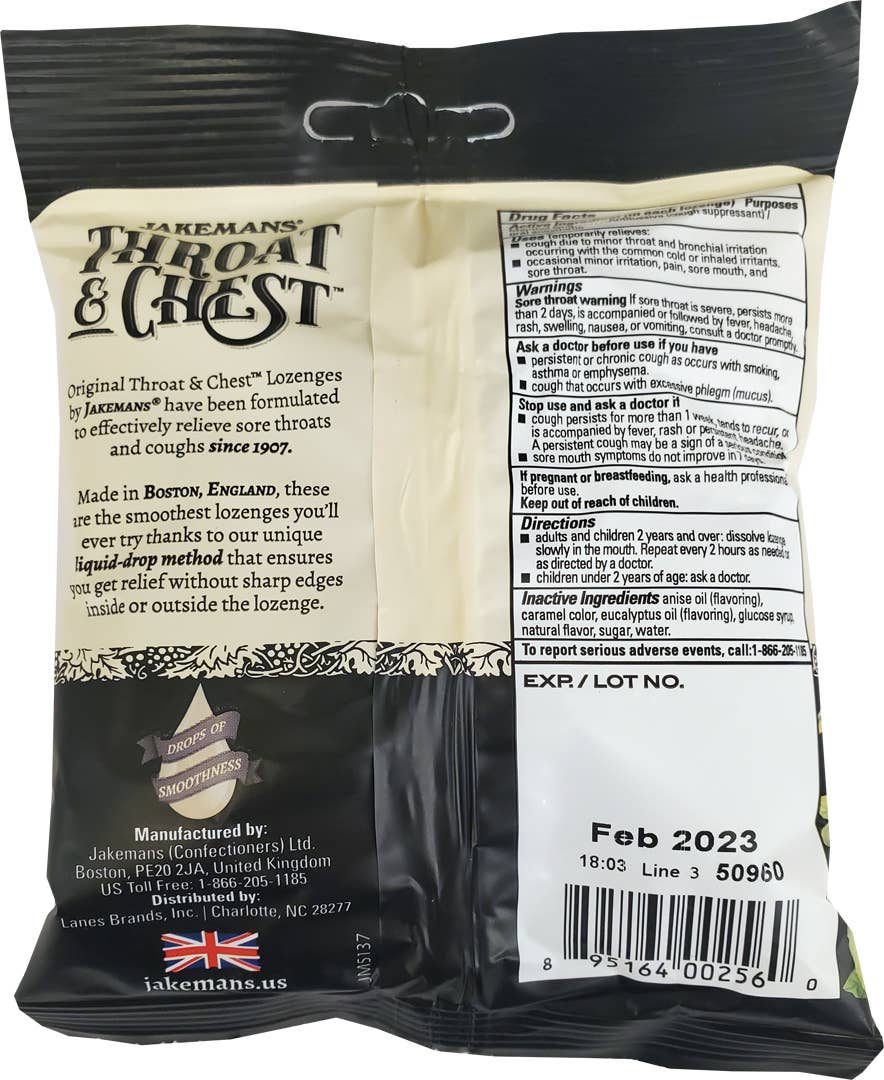 JAKEMANS®
THROAT
& CHEST™
Original Throat & Chest™ Lozenges
by JAKEMANS® have been formulated
to effectively relieve sore throats
and coughs since 1907.
Made in BOSTON, ENGLAND, these
are the smoothest lozenges you'll
ever try thanks to our unique
liquid-drop method that ensures
you get relief without sharp edges
inside or outside the lozenge.
DROPS OF
SMOOTHNESS
Manufactured by:
Jakemans (Confectioners) Ltd.
Boston, PE20 2JA, United Kingdom
US Toll Free: 1-866-205-1185
Distributed by:
Lanes Brands, Inc. | Charlotte, NC 28277
jakemans.us
JM5137
Drug Facts
(in each lozenge) Purposes
cough suppressant) /
Uses temporarily relieves:
■ cough due to minor throat and bronchial irritation
occurring with the common cold or inhaled irritants.
■ occasional minor irritation, pain, sore mouth, and
sore throat.
Warnings
Sore throat warning If sore throat is severe, persists more
than 2 days, is accompanied or followed by fever, headache,
rash, swelling, nausea, or vomiting, consult a doctor promptly.
Ask a doctor before use if you have
■ persistent or chronic cough as occurs with smoking,
asthma or emphysema.
■ cough that occurs with excessive phlegm (mucus).
Stop use and ask a doctor if
■ cough persists for more than 1 week, tends to recur, or
is accompanied by fever, rash or persistent headache.
A persistent cough may be a sign of a serious condition.
■ sore mouth symptoms do not improve in 7 days.
If pregnant or breastfeeding, ask a health professiona
before use.
Keep out of reach of children.
Directions
■ adults and children 2 years and over: dissolve lozenge
slowly in the mouth. Repeat every 2 hours as needed or
as directed by a doctor.
■ children under 2 years of age: ask a doctor.
Inactive Ingredients anise oil (flavoring),
caramel color, eucalyptus oil (flavoring), glucose syrup,
natural flavor, sugar, water.
To report serious adverse events, call:1-866-205-1185
EXP. / LOT NO.
Feb 2023
18:03 Line 3 50960
8 95164 00256 0